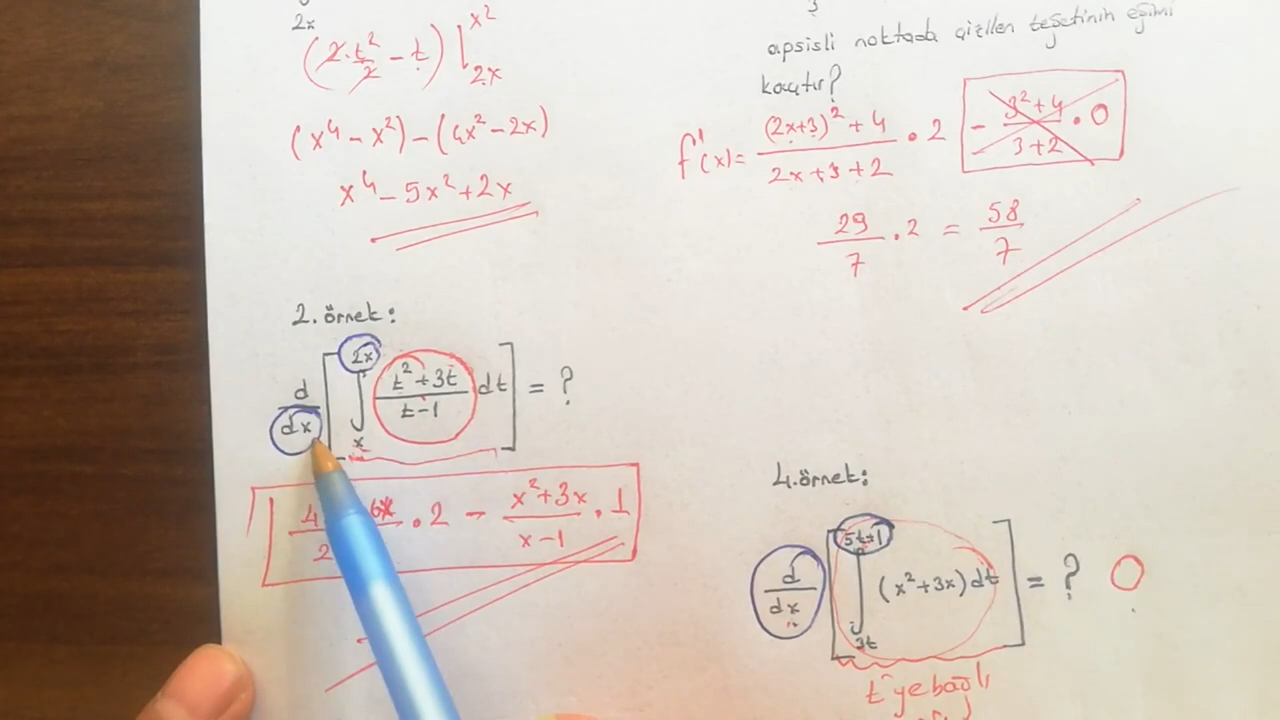 2x
(2·t²/2 - t) |_{2x}^{x²}
(x⁴ - x²) - (4x² - 2x)
x⁴ - 5x² + 2x
2. örnek:
d/dx [ ∫_{x}^{2x} (t² + 3t)/(t - 1) dt ] = ?
6x · 2 - (x² + 3x)/(x - 1) · 1
apsisli noktada çizilen teğetinin eğimi
kaçtır?
f'(x) = ((2x+3)² + 4)/(2x + 3 + 2) · 2 - (3² + 4)/(3 + 2) · 0
29/7 · 2 = 58/7
4. örnek:
d/dx [ ∫_{3t}^{5t+1} (x² + 3x) dt ] = ? 0
t'ye bağlı